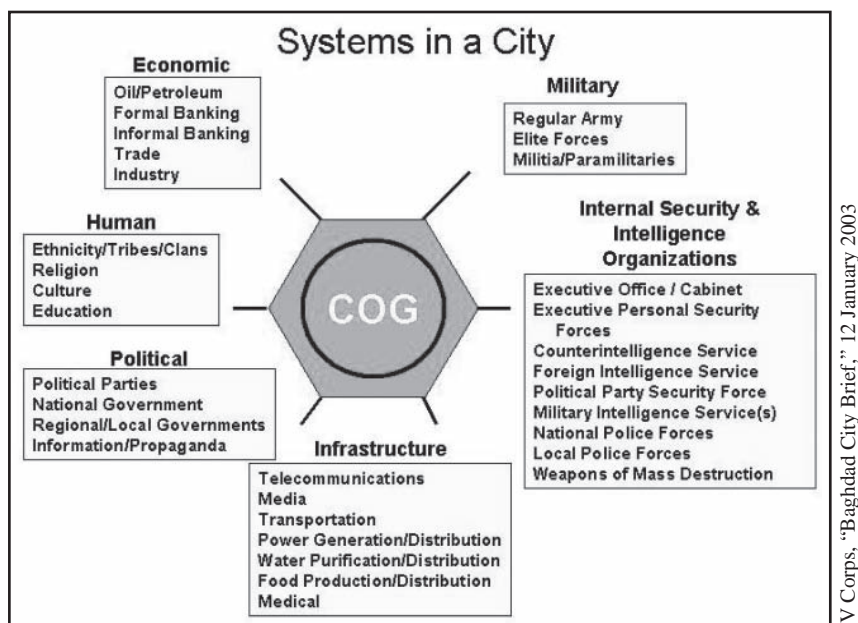 Systems in a City
Economic
Oil/Petroleum
Formal Banking
Informal Banking
Trade
Industry
Military
Regular Army
Elite Forces
Militia/Paramilitaries
Human
Ethnicity/Tribes/Clans
Religion
Culture
Education
COG
Internal Security &
Intelligence
Organizations
Executive Office / Cabinet
Executive Personal Security
Forces
Counterintelligence Service
Foreign Intelligence Service
Political Party Security Force
Military Intelligence Service(s)
National Police Forces
Local Police Forces
Weapons of Mass Destruction
Political
Political Parties
National Government
Regional/Local Governments
Information/Propaganda
Infrastructure
Telecommunications
Media
Transportation
Power Generation/Distribution
Water Purification/Distribution
Food Production/Distribution
Medical
V Corps, “Baghdad City Brief,” 12 January 2003